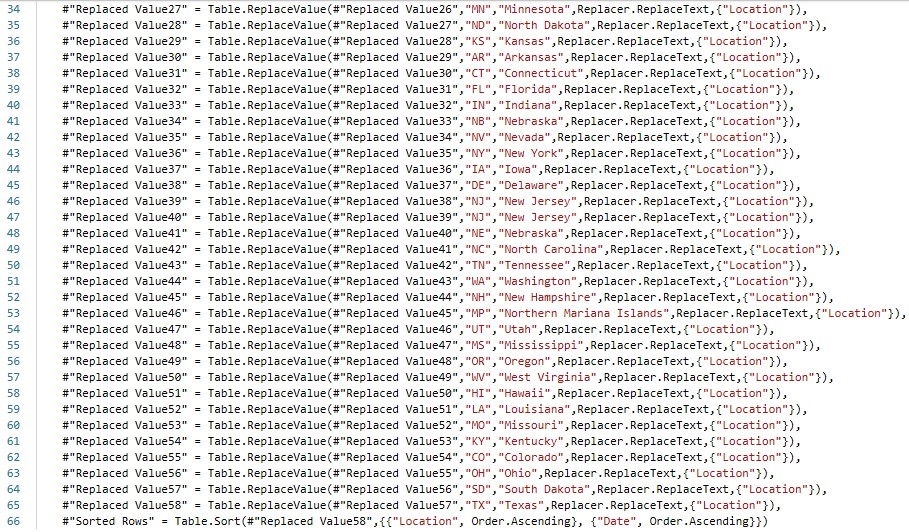 34 #"Replaced Value27" = Table.ReplaceValue(#"Replaced Value26","MN","Minnesota",Replacer.ReplaceText,{"Location"}),
35 #"Replaced Value28" = Table.ReplaceValue(#"Replaced Value27","ND","North Dakota",Replacer.ReplaceText,{"Location"}),
36 #"Replaced Value29" = Table.ReplaceValue(#"Replaced Value28","KS","Kansas",Replacer.ReplaceText,{"Location"}),
37 #"Replaced Value30" = Table.ReplaceValue(#"Replaced Value29","AR","Arkansas",Replacer.ReplaceText,{"Location"}),
38 #"Replaced Value31" = Table.ReplaceValue(#"Replaced Value30","CT","Connecticut",Replacer.ReplaceText,{"Location"}),
39 #"Replaced Value32" = Table.ReplaceValue(#"Replaced Value31","FL","Florida",Replacer.ReplaceText,{"Location"}),
40 #"Replaced Value33" = Table.ReplaceValue(#"Replaced Value32","IN","Indiana",Replacer.ReplaceText,{"Location"}),
41 #"Replaced Value34" = Table.ReplaceValue(#"Replaced Value33","NB","Nebraska",Replacer.ReplaceText,{"Location"}),
42 #"Replaced Value35" = Table.ReplaceValue(#"Replaced Value34","NV","Nevada",Replacer.ReplaceText,{"Location"}),
43 #"Replaced Value36" = Table.ReplaceValue(#"Replaced Value35","NY","New York",Replacer.ReplaceText,{"Location"}),
44 #"Replaced Value37" = Table.ReplaceValue(#"Replaced Value36","IA","Iowa",Replacer.ReplaceText,{"Location"}),
45 #"Replaced Value38" = Table.ReplaceValue(#"Replaced Value37","DE","Delaware",Replacer.ReplaceText,{"Location"}),
46 #"Replaced Value39" = Table.ReplaceValue(#"Replaced Value38","NJ","New Jersey",Replacer.ReplaceText,{"Location"}),
47 #"Replaced Value40" = Table.ReplaceValue(#"Replaced Value39","NJ","New Jersey",Replacer.ReplaceText,{"Location"}),
48 #"Replaced Value41" = Table.ReplaceValue(#"Replaced Value40","NE","Nebraska",Replacer.ReplaceText,{"Location"}),
49 #"Replaced Value42" = Table.ReplaceValue(#"Replaced Value41","NC","North Carolina",Replacer.ReplaceText,{"Location"}),
50 #"Replaced Value43" = Table.ReplaceValue(#"Replaced Value42","TN","Tennessee",Replacer.ReplaceText,{"Location"}),
51 #"Replaced Value44" = Table.ReplaceValue(#"Replaced Value43","WA","Washington",Replacer.ReplaceText,{"Location"}),
52 #"Replaced Value45" = Table.ReplaceValue(#"Replaced Value44","NH","New Hampshire",Replacer.ReplaceText,{"Location"}),
53 #"Replaced Value46" = Table.ReplaceValue(#"Replaced Value45","MP","Northern Mariana Islands",Replacer.ReplaceText,{"Location"}),
54 #"Replaced Value47" = Table.ReplaceValue(#"Replaced Value46","UT","Utah",Replacer.ReplaceText,{"Location"}),
55 #"Replaced Value48" = Table.ReplaceValue(#"Replaced Value47","MS","Mississippi",Replacer.ReplaceText,{"Location"}),
56 #"Replaced Value49" = Table.ReplaceValue(#"Replaced Value48","OR","Oregon",Replacer.ReplaceText,{"Location"}),
57 #"Replaced Value50" = Table.ReplaceValue(#"Replaced Value49","WV","West Virginia",Replacer.ReplaceText,{"Location"}),
58 #"Replaced Value51" = Table.ReplaceValue(#"Replaced Value50","HI","Hawaii",Replacer.ReplaceText,{"Location"}),
59 #"Replaced Value52" = Table.ReplaceValue(#"Replaced Value51","LA","Louisiana",Replacer.ReplaceText,{"Location"}),
60 #"Replaced Value53" = Table.ReplaceValue(#"Replaced Value52","MO","Missouri",Replacer.ReplaceText,{"Location"}),
61 #"Replaced Value54" = Table.ReplaceValue(#"Replaced Value53","KY","Kentucky",Replacer.ReplaceText,{"Location"}),
62 #"Replaced Value55" = Table.ReplaceValue(#"Replaced Value54","CO","Colorado",Replacer.ReplaceText,{"Location"}),
63 #"Replaced Value56" = Table.ReplaceValue(#"Replaced Value55","OH","Ohio",Replacer.ReplaceText,{"Location"}),
64 #"Replaced Value57" = Table.ReplaceValue(#"Replaced Value56","SD","South Dakota",Replacer.ReplaceText,{"Location"}),
65 #"Replaced Value58" = Table.ReplaceValue(#"Replaced Value57","TX","Texas",Replacer.ReplaceText,{"Location"}),
66 #"Sorted Rows" = Table.Sort(#"Replaced Value58",{{"Location", Order.Ascending}, {"Date", Order.Ascending}})